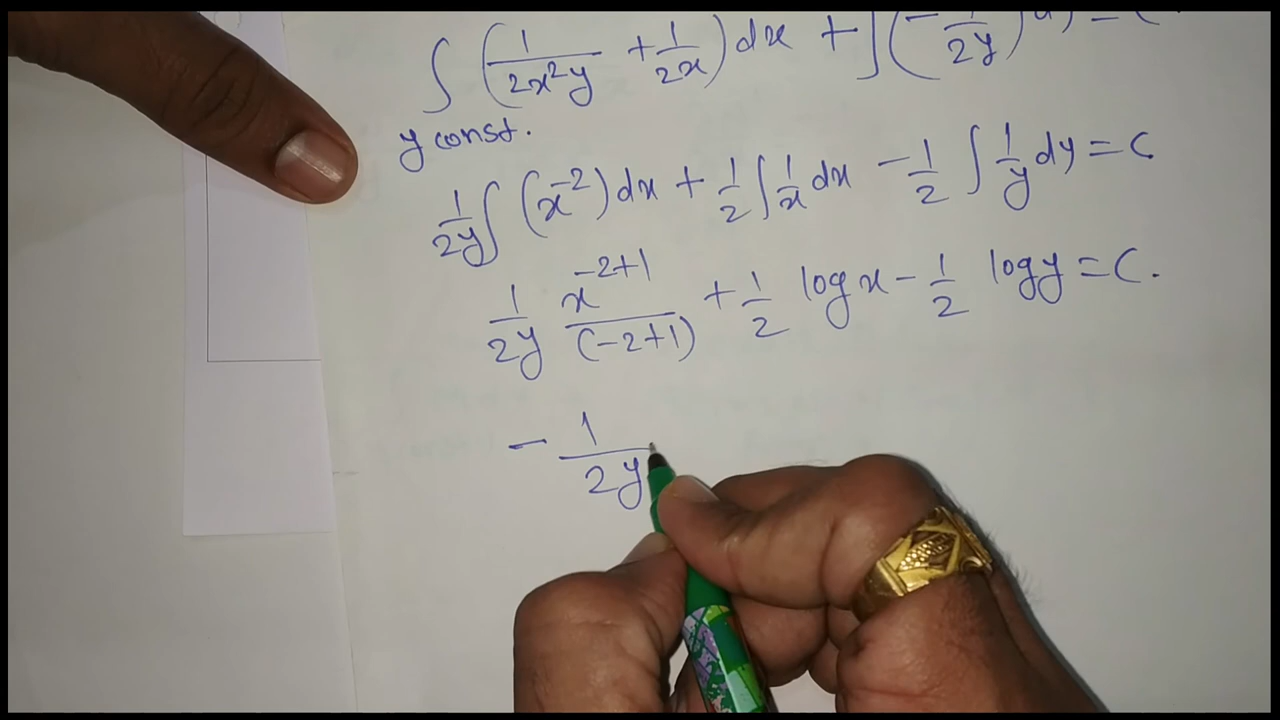 ∫ (1/2x²y + 1/2x) dx + ∫(-1/2y) dy = C.
y const.
1/2y ∫ (x⁻²) dx + 1/2 ∫ 1/x dx - 1/2 ∫ 1/y dy = C
1/2y x⁻²⁺¹/(-2+1) + 1/2 log x - 1/2 log y = C.
- 1/2y